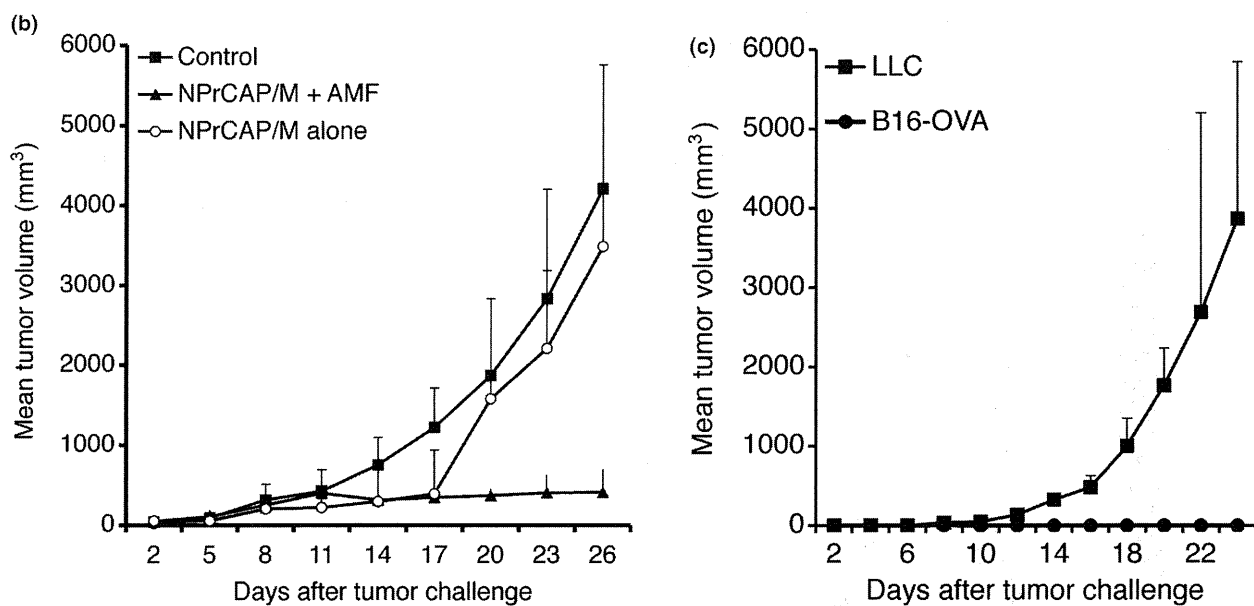 (b)
6000
5000
4000
3000
2000
1000
0
Mean tumor volume (mm³)
Control
NPrCAP/M + AMF
NPrCAP/M alone
2 5 8 11 14 17 20 23 26
Days after tumor challenge
(c)
6000
5000
4000
3000
2000
1000
0
Mean tumor volume (mm³)
LLC
B16-OVA
2 6 10 14 18 22
Days after tumor challenge